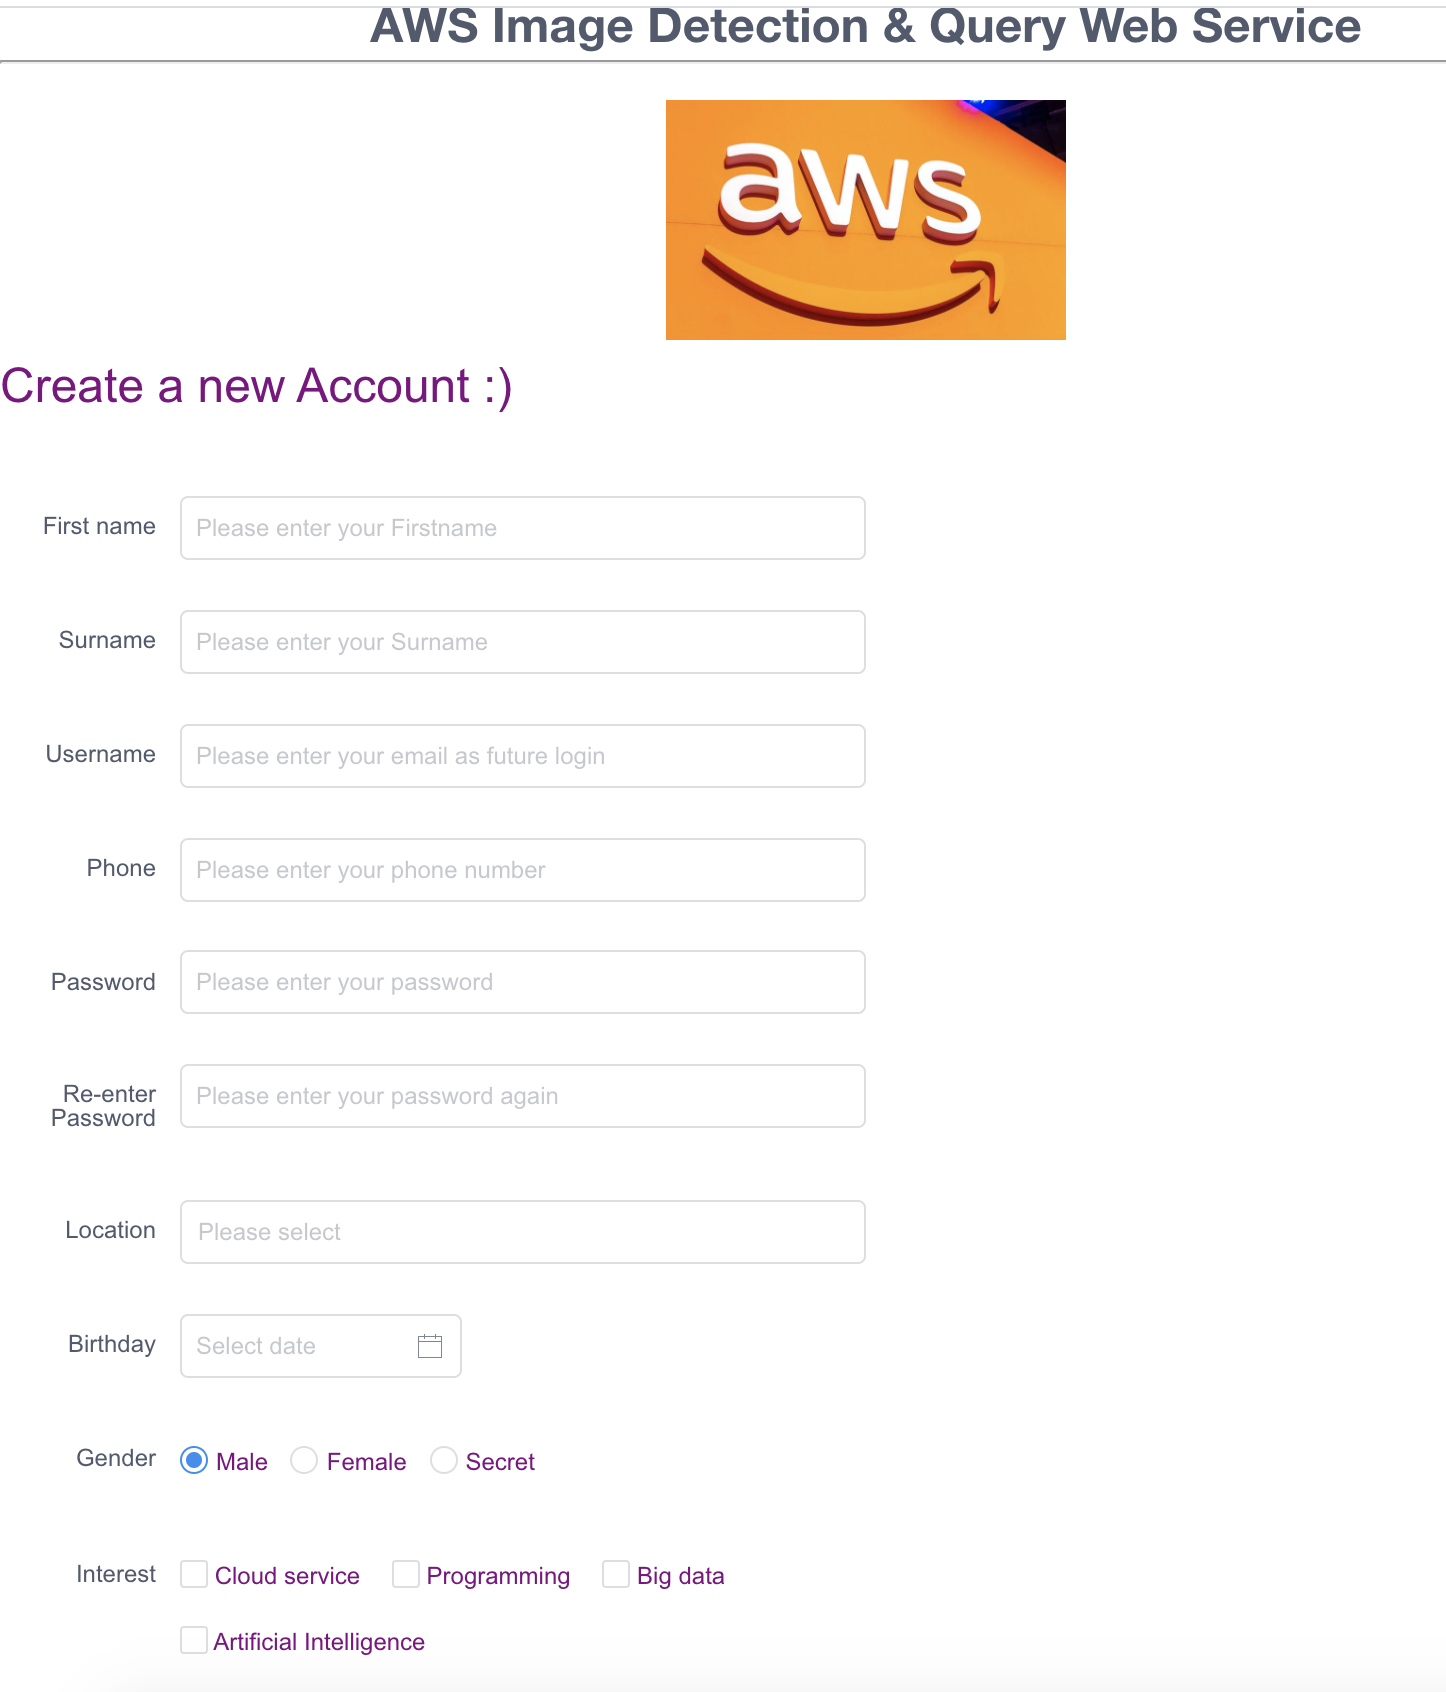 AWS Image Detection & Query Web Service
aws
Create a new Account :)
First name
Please enter your Firstname
Surname
Please enter your Surname
Username
Please enter your email as future login
Phone
Please enter your phone number
Password
Please enter your password
Re-enter
Password
Please enter your password again
Location
Please select
Birthday
Select date
Gender
Male Female Secret
Interest
Cloud service Programming Big data
Artificial Intelligence